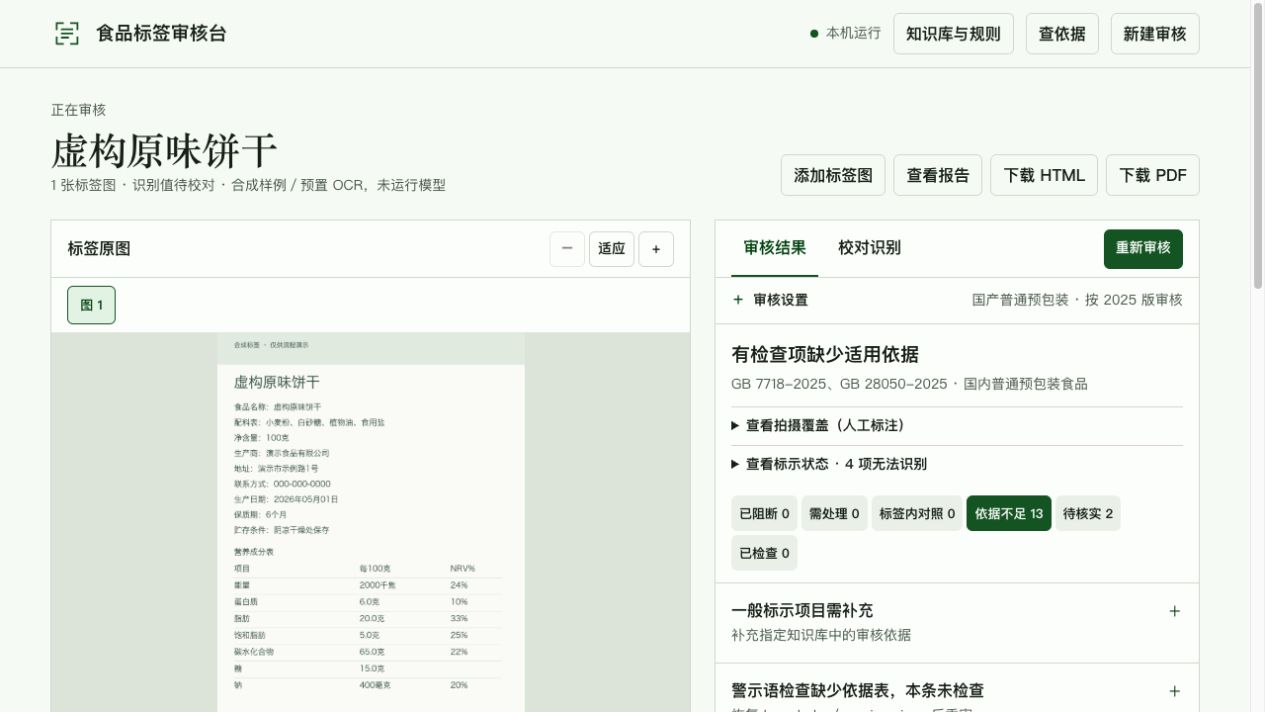 食品标签审核台
本机运行
知识库与规则
查依据
新建审核
正在审核
虚构原味饼干
1 张标签图 · 识别值待校对 · 合成样例 / 预置 OCR，未运行模型
添加标签图
查看报告
下载 HTML
下载 PDF
标签原图
适应
+
图 1
合成标签 · 仅供流程演示
虚构原味饼干
食品名称：虚构原味饼干
配料表：小麦粉、白砂糖、植物油、食用盐
净含量：100克
生产商：演示食品有限公司
地址：演示市示例路1号
联系方式：000-000-0000
生产日期：2026年05月01日
保质期：6个月
贮存条件：阴凉干燥处保存
营养成分表
项目 每100克 NRV%
能量 2000千焦 24%
蛋白质 6.0克 10%
脂肪 20.0克 33%
饱和脂肪 5.0克 25%
碳水化合物 65.0克 22%
糖 15.0克
钠 400毫克 20%
审核结果
校对识别
重新审核
+ 审核设置
国产普通预包装 · 按 2025 版审核
有检查项缺少适用依据
GB 7718–2025、GB 28050–2025 · 国内普通预包装食品
查看拍摄覆盖（人工标注）
查看标示状态 · 4 项无法识别
已阻断 0
需处理 0
标签内对照 0
依据不足 13
待核实 2
已检查 0
一般标示项目需补充
补充指定知识库中的审核依据
警示语检查缺少依据表，本条未检查